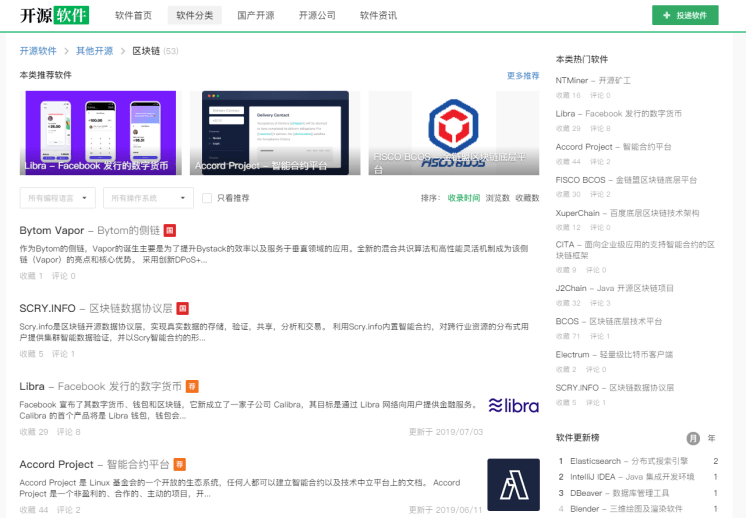 开源软件 软件首页 软件分类 国产开源 开源公司 软件资讯 + 投递软件
开源软件 > 其他开源 > 区块链 (53)
本类推荐软件 更多推荐
Libra - Facebook 发行的数字货币
Accord Project - 智能合约平台
FISCO BCOS - 金链盟区块链底层平
台
所有编程语言 所有操作系统 只看推荐 排序: 收录时间 浏览数 收藏数
Bytom Vapor - Bytom的侧链 国
作为Bytom的侧链，Vapor的诞生主要是为了提升Bystack的效率以及服务于垂直领域的应用。全新的混合共识算法和高性能灵活机制成为该侧
链（Vapor）的亮点和核心优势。 采用创新DPoS+...
收藏 1 评论 0
SCRY.INFO - 区块链数据协议层 国
Scry.info是区块链开源数据协议层，实现真实数据的存储，验证，共享，分析和交易。 利用Scry.info内置智能合约，对跨行业资源的分布式用
户提供集群智能数据验证，并以Scry智能合约的形...
收藏 5 评论 1
Libra - Facebook 发行的数字货币 荐
Facebook 宣布了其数字货币、钱包和区块链，它新成立了一家子公司 Calibra，其目标是通过 Libra 网络向用户提供金融服务。
Calibra 的首个产品将是 Libra 钱包，钱包会...
libra
收藏 29 评论 6 更新于 2019/07/03
Accord Project - 智能合约平台 荐
Accord Project 是 Linux 基金会的一个开放的生态系统，任何人都可以建立智能合约以及技术中立平台上的文档。 Accord
Project 是一个非盈利的、合作的、主动的项目，开...
收藏 44 评论 2 更新于 2019/06/11
本类热门软件
NTMiner - 开源矿工
收藏 16 评论 0
Libra - Facebook 发行的数字货币
收藏 29 评论 6
Accord Project - 智能合约平台
收藏 44 评论 2
FISCO BCOS - 金链盟区块链底层平台
收藏 30 评论 2
XuperChain - 百度底层区块链技术架构
收藏 12 评论 0
CITA - 面向企业级应用的支持智能合约的区
块链框架
收藏 9 评论 0
J2Chain - Java 开源区块链项目
收藏 32 评论 3
BCOS - 区块链底层技术平台
收藏 71 评论 1
Electrum - 轻量级比特币客户端
收藏 2 评论 0
SCRY.INFO - 区块链数据协议层
收藏 5 评论 1
软件更新榜 月 年
1 Elasticsearch - 分布式搜索引擎 2
2 IntelliJ IDEA - Java 集成开发环境 1
3 DBeaver - 数据库管理工具 1
4 Blender - 三维绘图及渲染软件 1